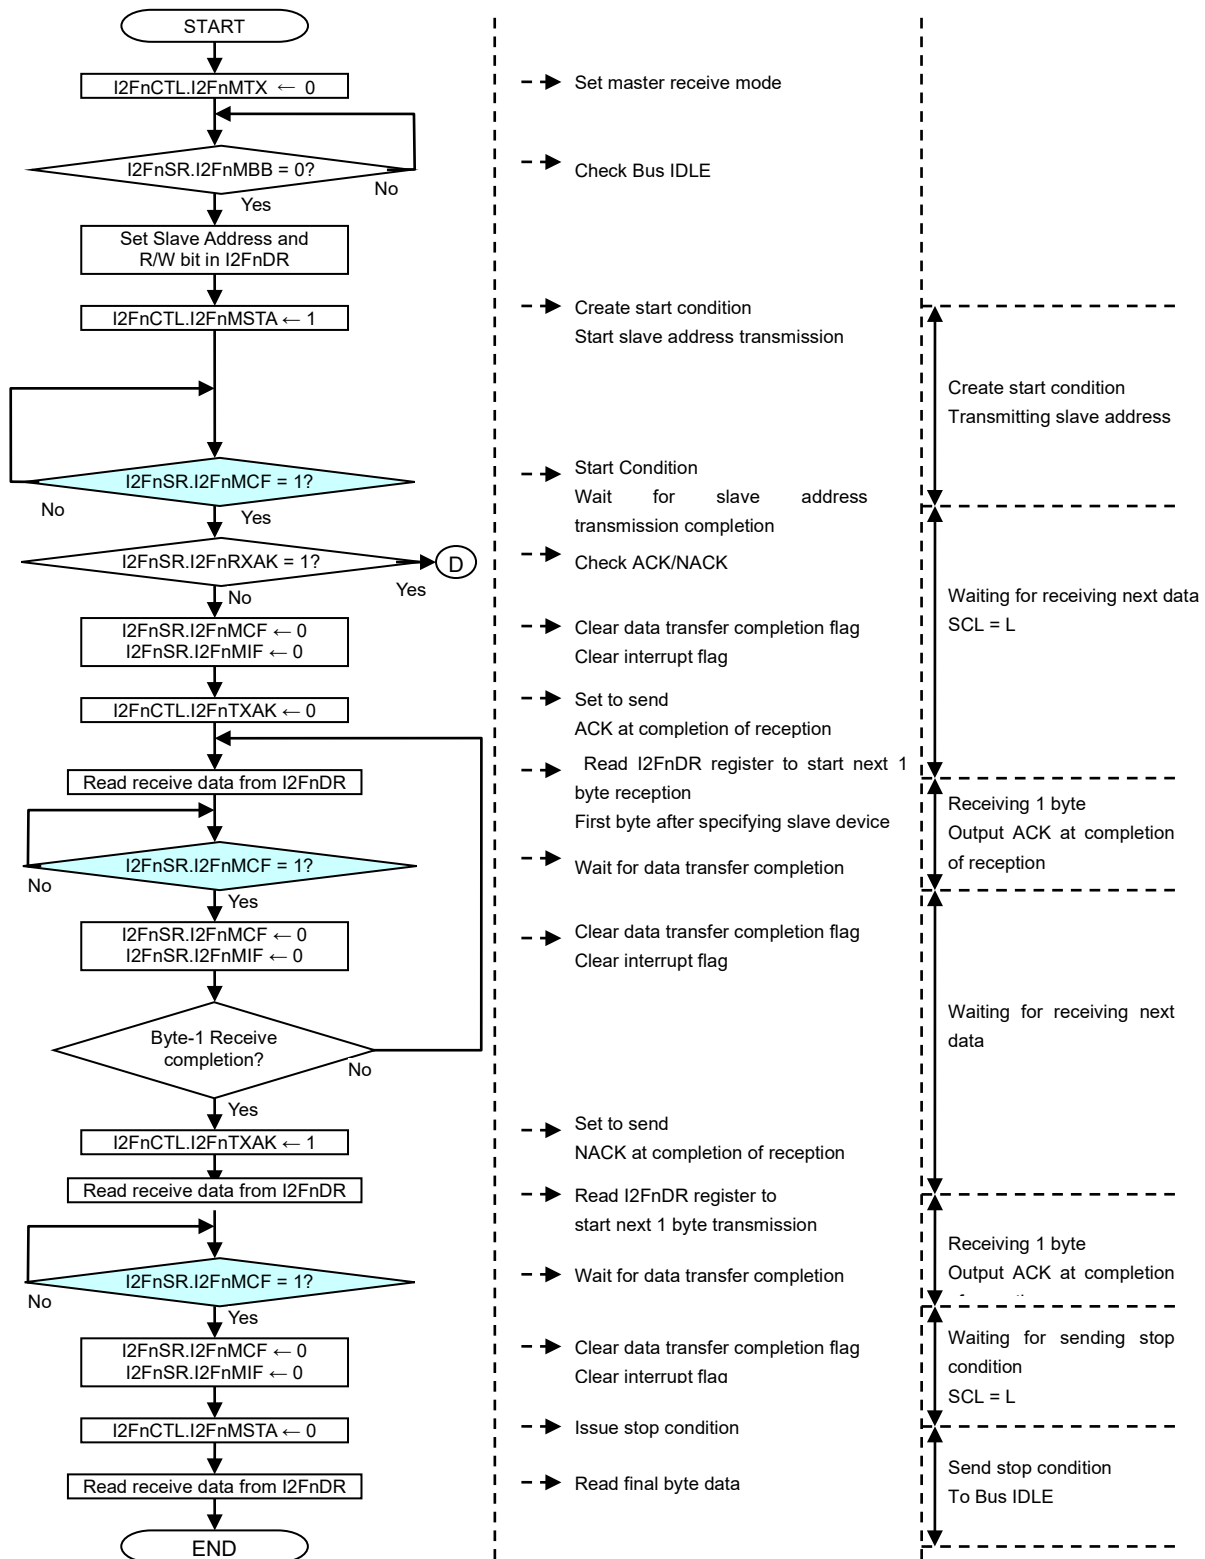 START
I2FnCTL.I2FnMTX ← 0
Set master receive mode
I2FnSR.I2FnMBB = 0?
No
Check Bus IDLE
Yes
Set Slave Address and
R/W bit in I2FnDR
I2FnCTL.I2FnMSTA ← 1
Create start condition
Start slave address transmission
Create start condition
Transmitting slave address
I2FnSR.I2FnMCF = 1?
No
Yes
Start Condition
Wait for slave address
transmission completion
I2FnSR.I2FnRXAK = 1?
D
Yes
No
Check ACK/NACK
Waiting for receiving next data
SCL = L
I2FnSR.I2FnMCF ← 0
I2FnSR.I2FnMIF ← 0
Clear data transfer completion flag
Clear interrupt flag
I2FnCTL.I2FnTXAK ← 0
Set to send
ACK at completion of reception
Read receive data from I2FnDR
Read I2FnDR register to start next 1
byte reception
First byte after specifying slave device
Receiving 1 byte
Output ACK at completion
of reception
I2FnSR.I2FnMCF = 1?
No
Yes
Wait for data transfer completion
I2FnSR.I2FnMCF ← 0
I2FnSR.I2FnMIF ← 0
Clear data transfer completion flag
Clear interrupt flag
Waiting for receiving next
data
Byte-1 Receive
completion?
No
Yes
I2FnCTL.I2FnTXAK ← 1
Set to send
NACK at completion of reception
Read receive data from I2FnDR
Read I2FnDR register to
start next 1 byte transmission
Receiving 1 byte
Output ACK at completion
I2FnSR.I2FnMCF = 1?
No
Yes
Wait for data transfer completion
I2FnSR.I2FnMCF ← 0
I2FnSR.I2FnMIF ← 0
Clear data transfer completion flag
Clear interrupt flag
Waiting for sending stop
condition
SCL = L
I2FnCTL.I2FnMSTA ← 0
Issue stop condition
Read receive data from I2FnDR
Read final byte data
Send stop condition
To Bus IDLE
END